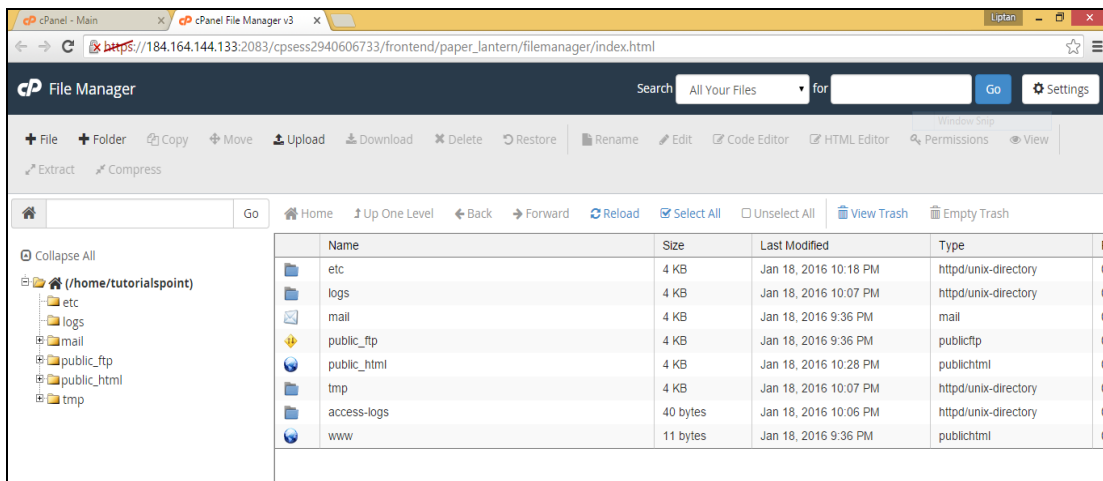 cPanel - Main
cPanel File Manager v3
Liptan
https://184.164.144.133:2083/cpsess2940606733/frontend/paper_lantern/filemanager/index.html
cP File Manager
Search All Your Files for Go Settings
File Folder Copy Move Upload Download Delete Restore Rename Edit Code Editor HTML Editor Permissions View
Window Snip
Extract Compress
Go Home Up One Level Back Forward Reload Select All Unselect All View Trash Empty Trash
Collapse All
(/home/tutorialspoint)
etc
logs
mail
public_ftp
public_html
tmp
Name Size Last Modified Type
etc 4 KB Jan 18, 2016 10:18 PM httpd/unix-directory
logs 4 KB Jan 18, 2016 10:07 PM httpd/unix-directory
mail 4 KB Jan 18, 2016 9:36 PM mail
public_ftp 4 KB Jan 18, 2016 9:36 PM publicftp
public_html 4 KB Jan 18, 2016 10:28 PM publichtml
tmp 4 KB Jan 18, 2016 10:07 PM httpd/unix-directory
access-logs 40 bytes Jan 18, 2016 10:06 PM httpd/unix-directory
www 11 bytes Jan 18, 2016 9:36 PM publichtml